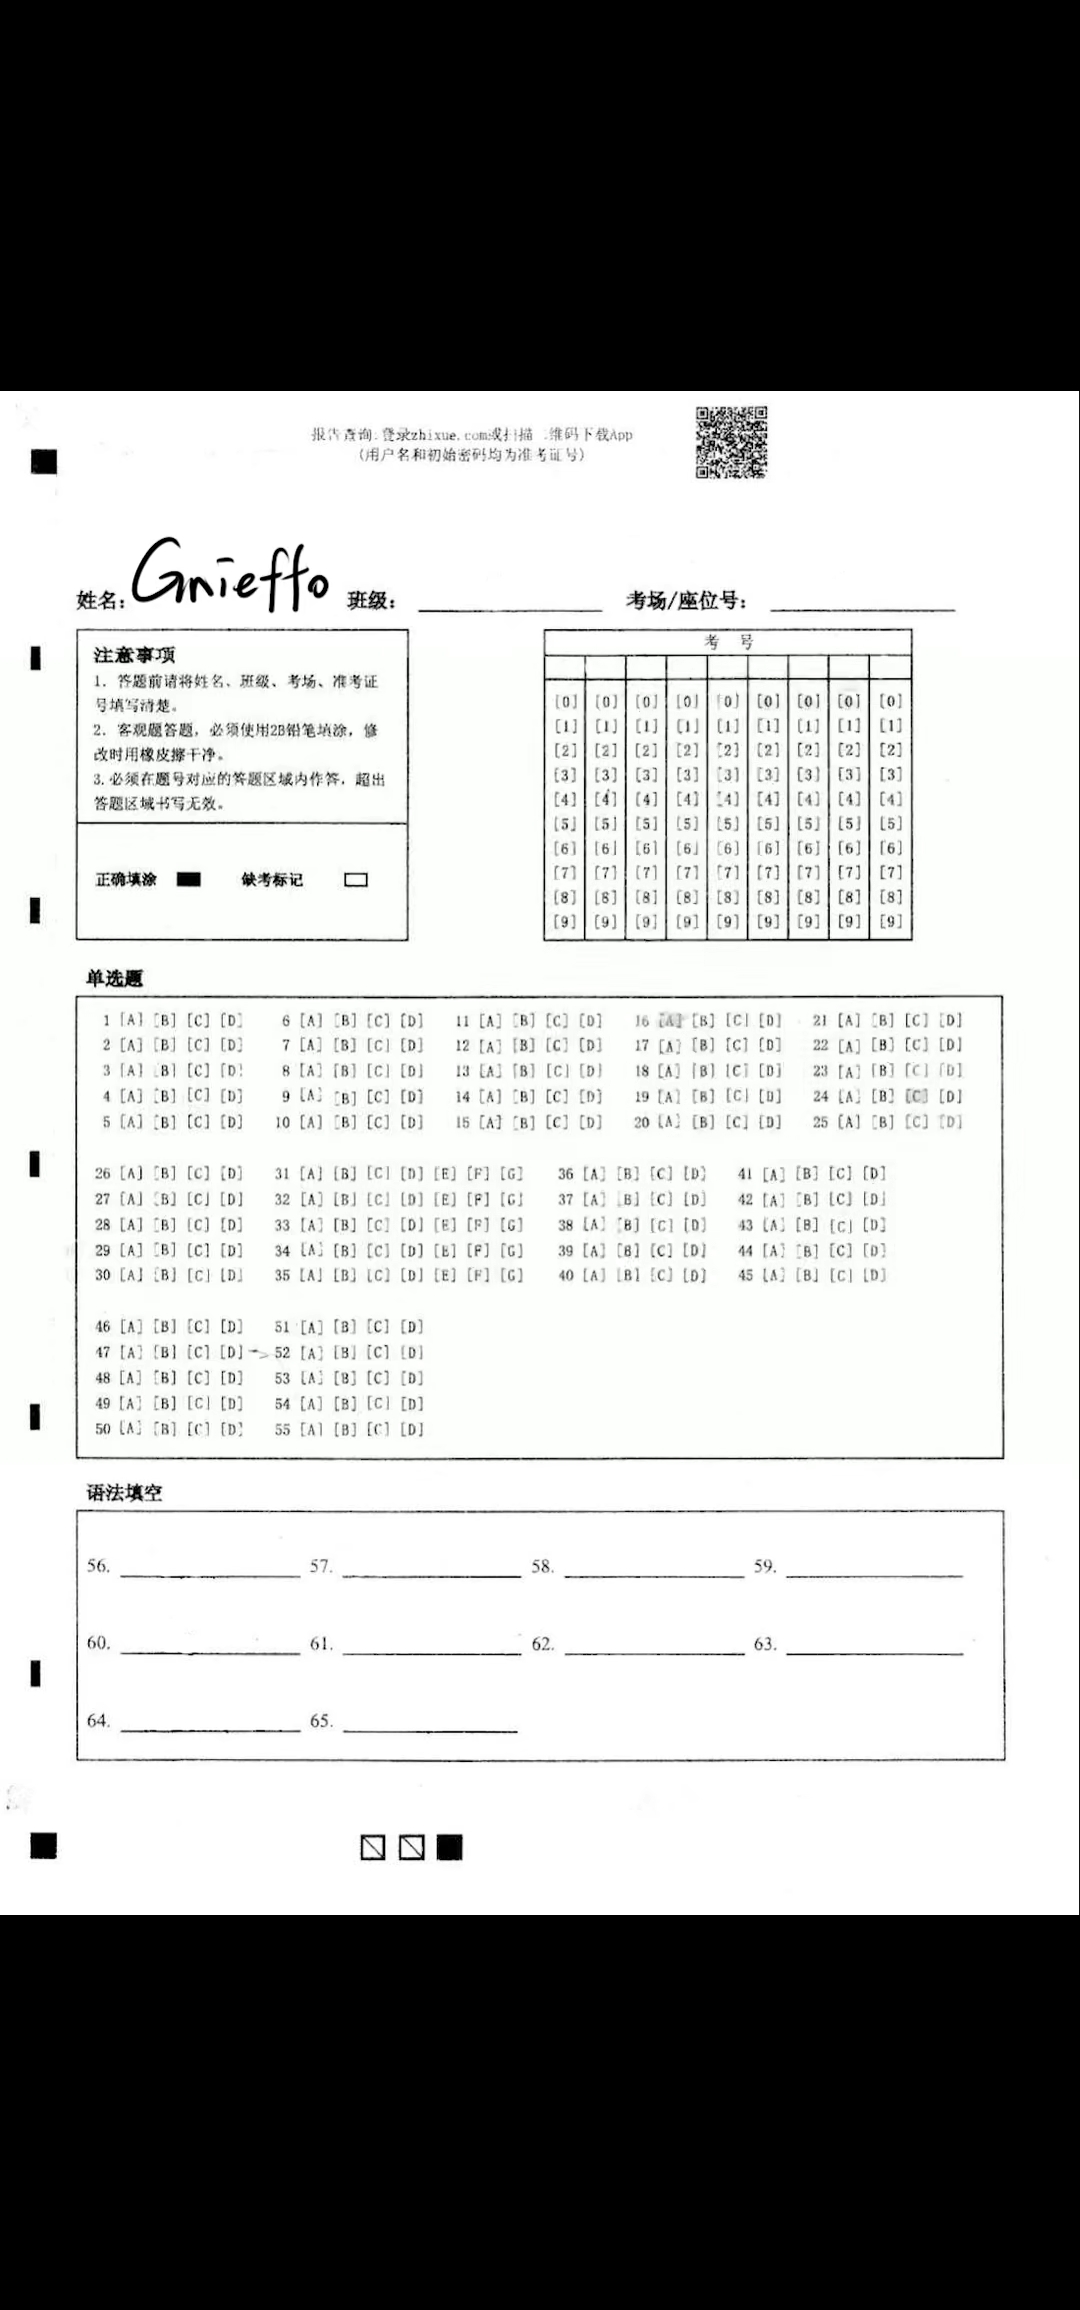 报告查询:登录zhixue.com或扫描二维码下载App
(用户名和初始密码均为准考证号)
姓名: Gnieffo 班级: 考场/座位号:
注意事项
1. 答题前请将姓名、班级、考场、准考证
号填写清楚。
2. 客观题答题，必须使用2B铅笔填涂，修
改时用橡皮擦干净。
3.必须在题号对应的答题区域内作答，超出
答题区域书写无效。
正确填涂 缺考标记
考 号
[0] [0] [0] [0] [0] [0] [0] [0] [0]
[1] [1] [1] [1] [1] [1] [1] [1] [1]
[2] [2] [2] [2] [2] [2] [2] [2] [2]
[3] [3] [3] [3] [3] [3] [3] [3] [3]
[4] [4] [4] [4] [4] [4] [4] [4] [4]
[5] [5] [5] [5] [5] [5] [5] [5] [5]
[6] [6] [6] [6] [6] [6] [6] [6] [6]
[7] [7] [7] [7] [7] [7] [7] [7] [7]
[8] [8] [8] [8] [8] [8] [8] [8] [8]
[9] [9] [9] [9] [9] [9] [9] [9] [9]
单选题
1 [A] [B] [C] [D] 6 [A] [B] [C] [D] 11 [A] [B] [C] [D] 16 [A] [B] [C] [D] 21 [A] [B] [C] [D]
2 [A] [B] [C] [D] 7 [A] [B] [C] [D] 12 [A] [B] [C] [D] 17 [A] [B] [C] [D] 22 [A] [B] [C] [D]
3 [A] [B] [C] [D] 8 [A] [B] [C] [D] 13 [A] [B] [C] [D] 18 [A] [B] [C] [D] 23 [A] [B] [C] [D]
4 [A] [B] [C] [D] 9 [A] [B] [C] [D] 14 [A] [B] [C] [D] 19 [A] [B] [C] [D] 24 [A] [B] [C] [D]
5 [A] [B] [C] [D] 10 [A] [B] [C] [D] 15 [A] [B] [C] [D] 20 [A] [B] [C] [D] 25 [A] [B] [C] [D]
26 [A] [B] [C] [D] 31 [A] [B] [C] [D] [E] [F] [G] 36 [A] [B] [C] [D] 41 [A] [B] [C] [D]
27 [A] [B] [C] [D] 32 [A] [B] [C] [D] [E] [F] [G] 37 [A] [B] [C] [D] 42 [A] [B] [C] [D]
28 [A] [B] [C] [D] 33 [A] [B] [C] [D] [E] [F] [G] 38 [A] [B] [C] [D] 43 [A] [B] [C] [D]
29 [A] [B] [C] [D] 34 [A] [B] [C] [D] [E] [F] [G] 39 [A] [B] [C] [D] 44 [A] [B] [C] [D]
30 [A] [B] [C] [D] 35 [A] [B] [C] [D] [E] [F] [G] 40 [A] [B] [C] [D] 45 [A] [B] [C] [D]
46 [A] [B] [C] [D] 51 [A] [B] [C] [D]
47 [A] [B] [C] [D] 52 [A] [B] [C] [D]
48 [A] [B] [C] [D] 53 [A] [B] [C] [D]
49 [A] [B] [C] [D] 54 [A] [B] [C] [D]
50 [A] [B] [C] [D] 55 [A] [B] [C] [D]
语法填空
56. 57. 58. 59.
60. 61. 62. 63.
64. 65.